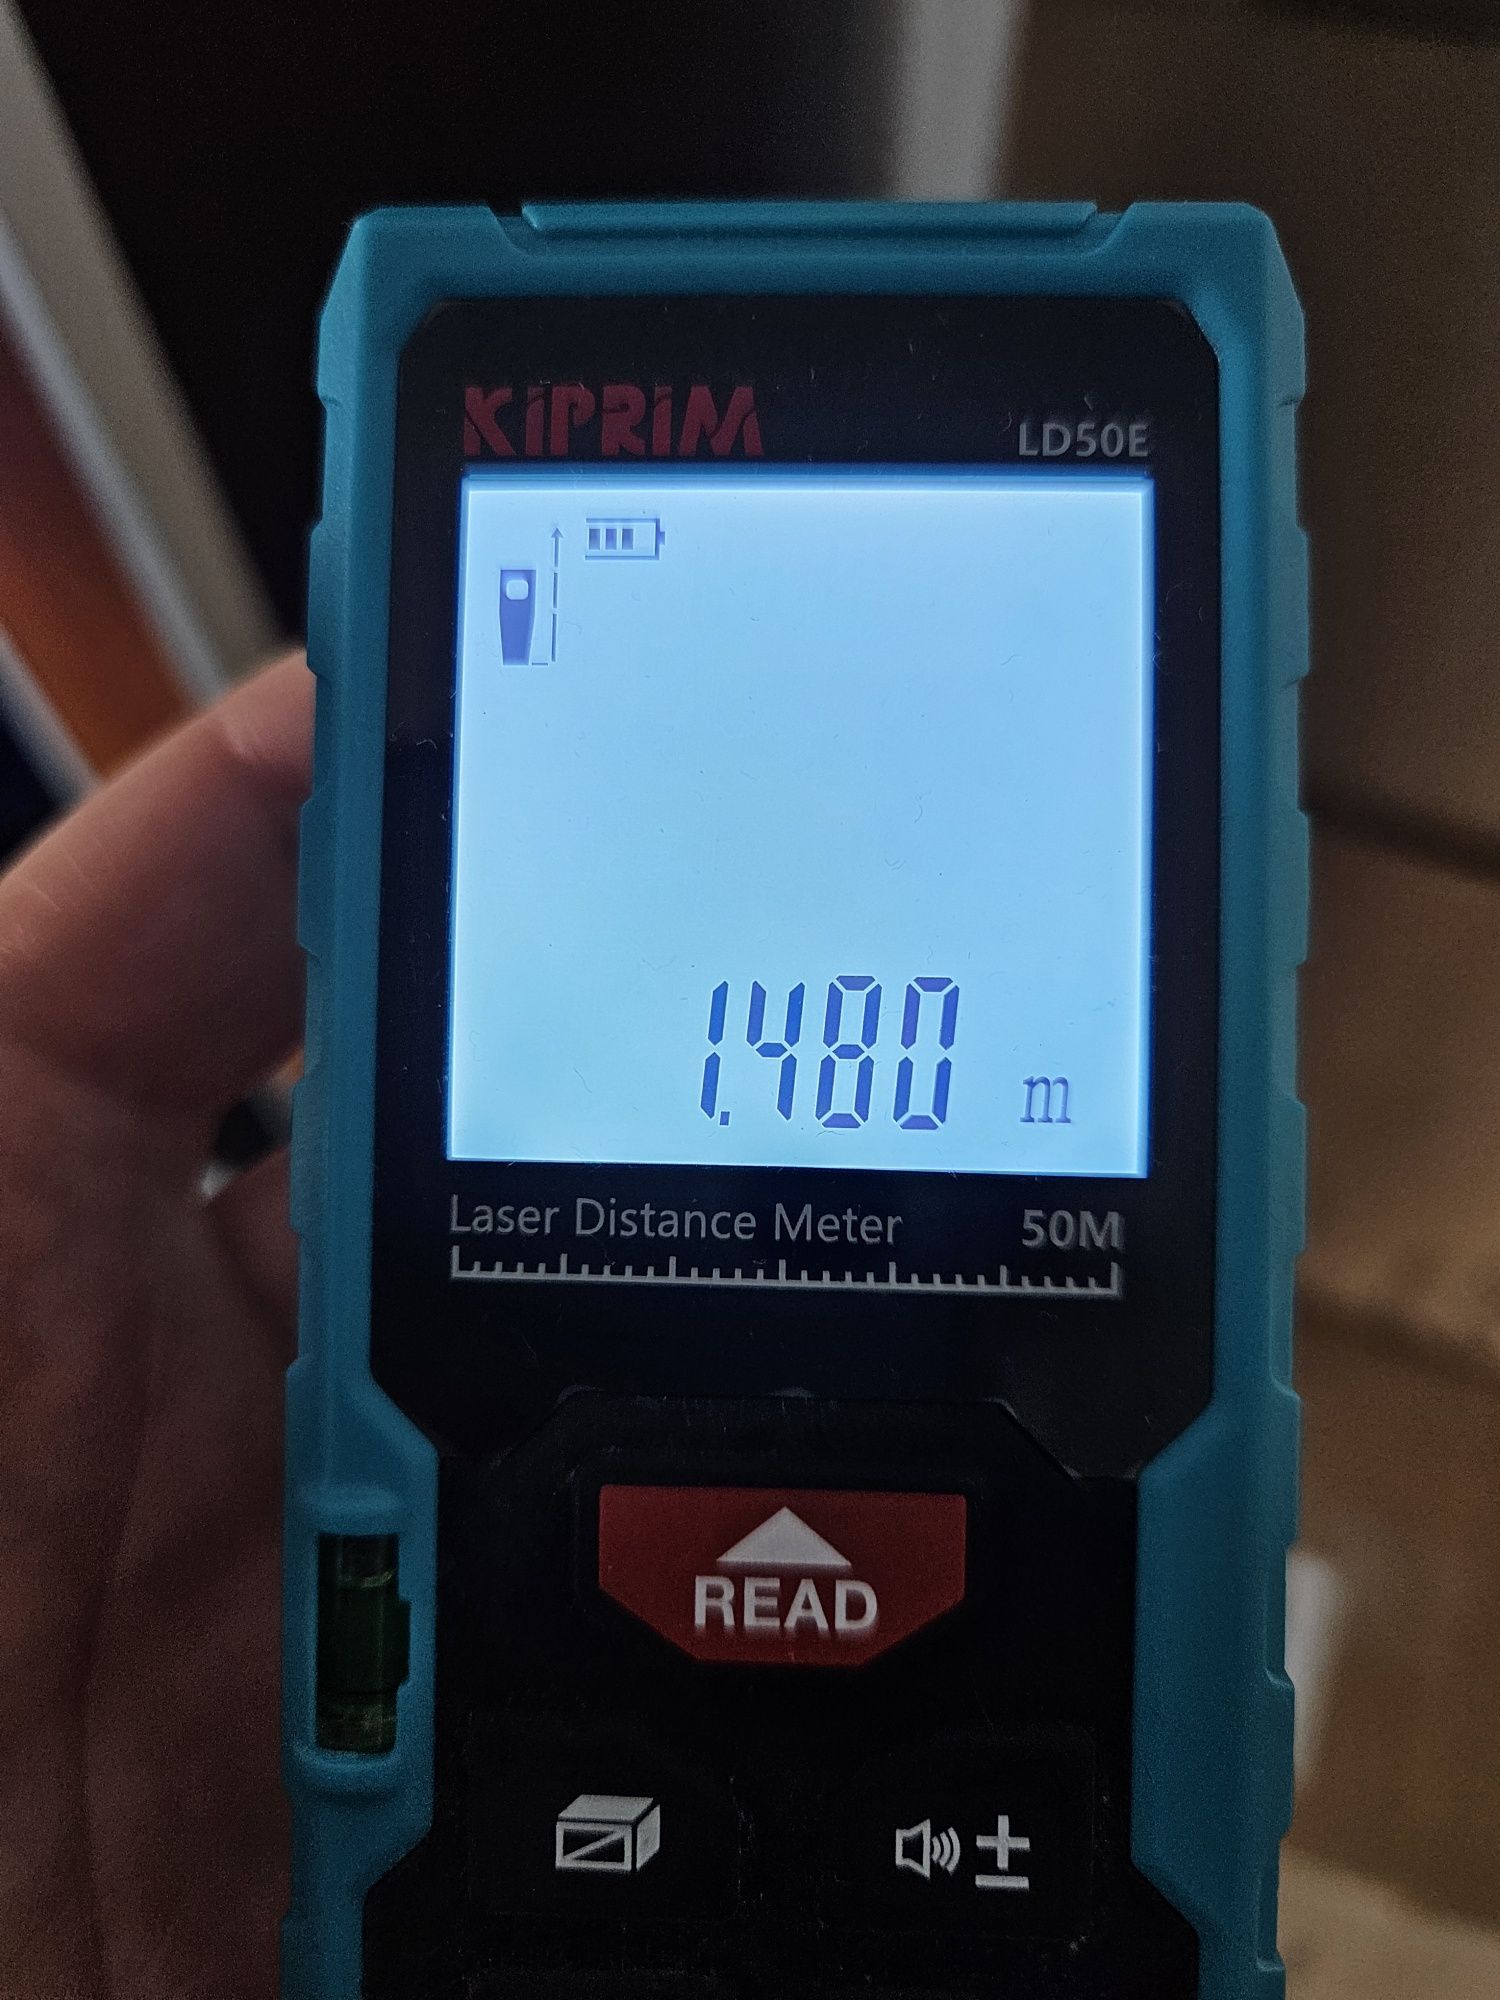 KiPRiM
LD50E
1.480 m
Laser Distance Meter 50M
READ